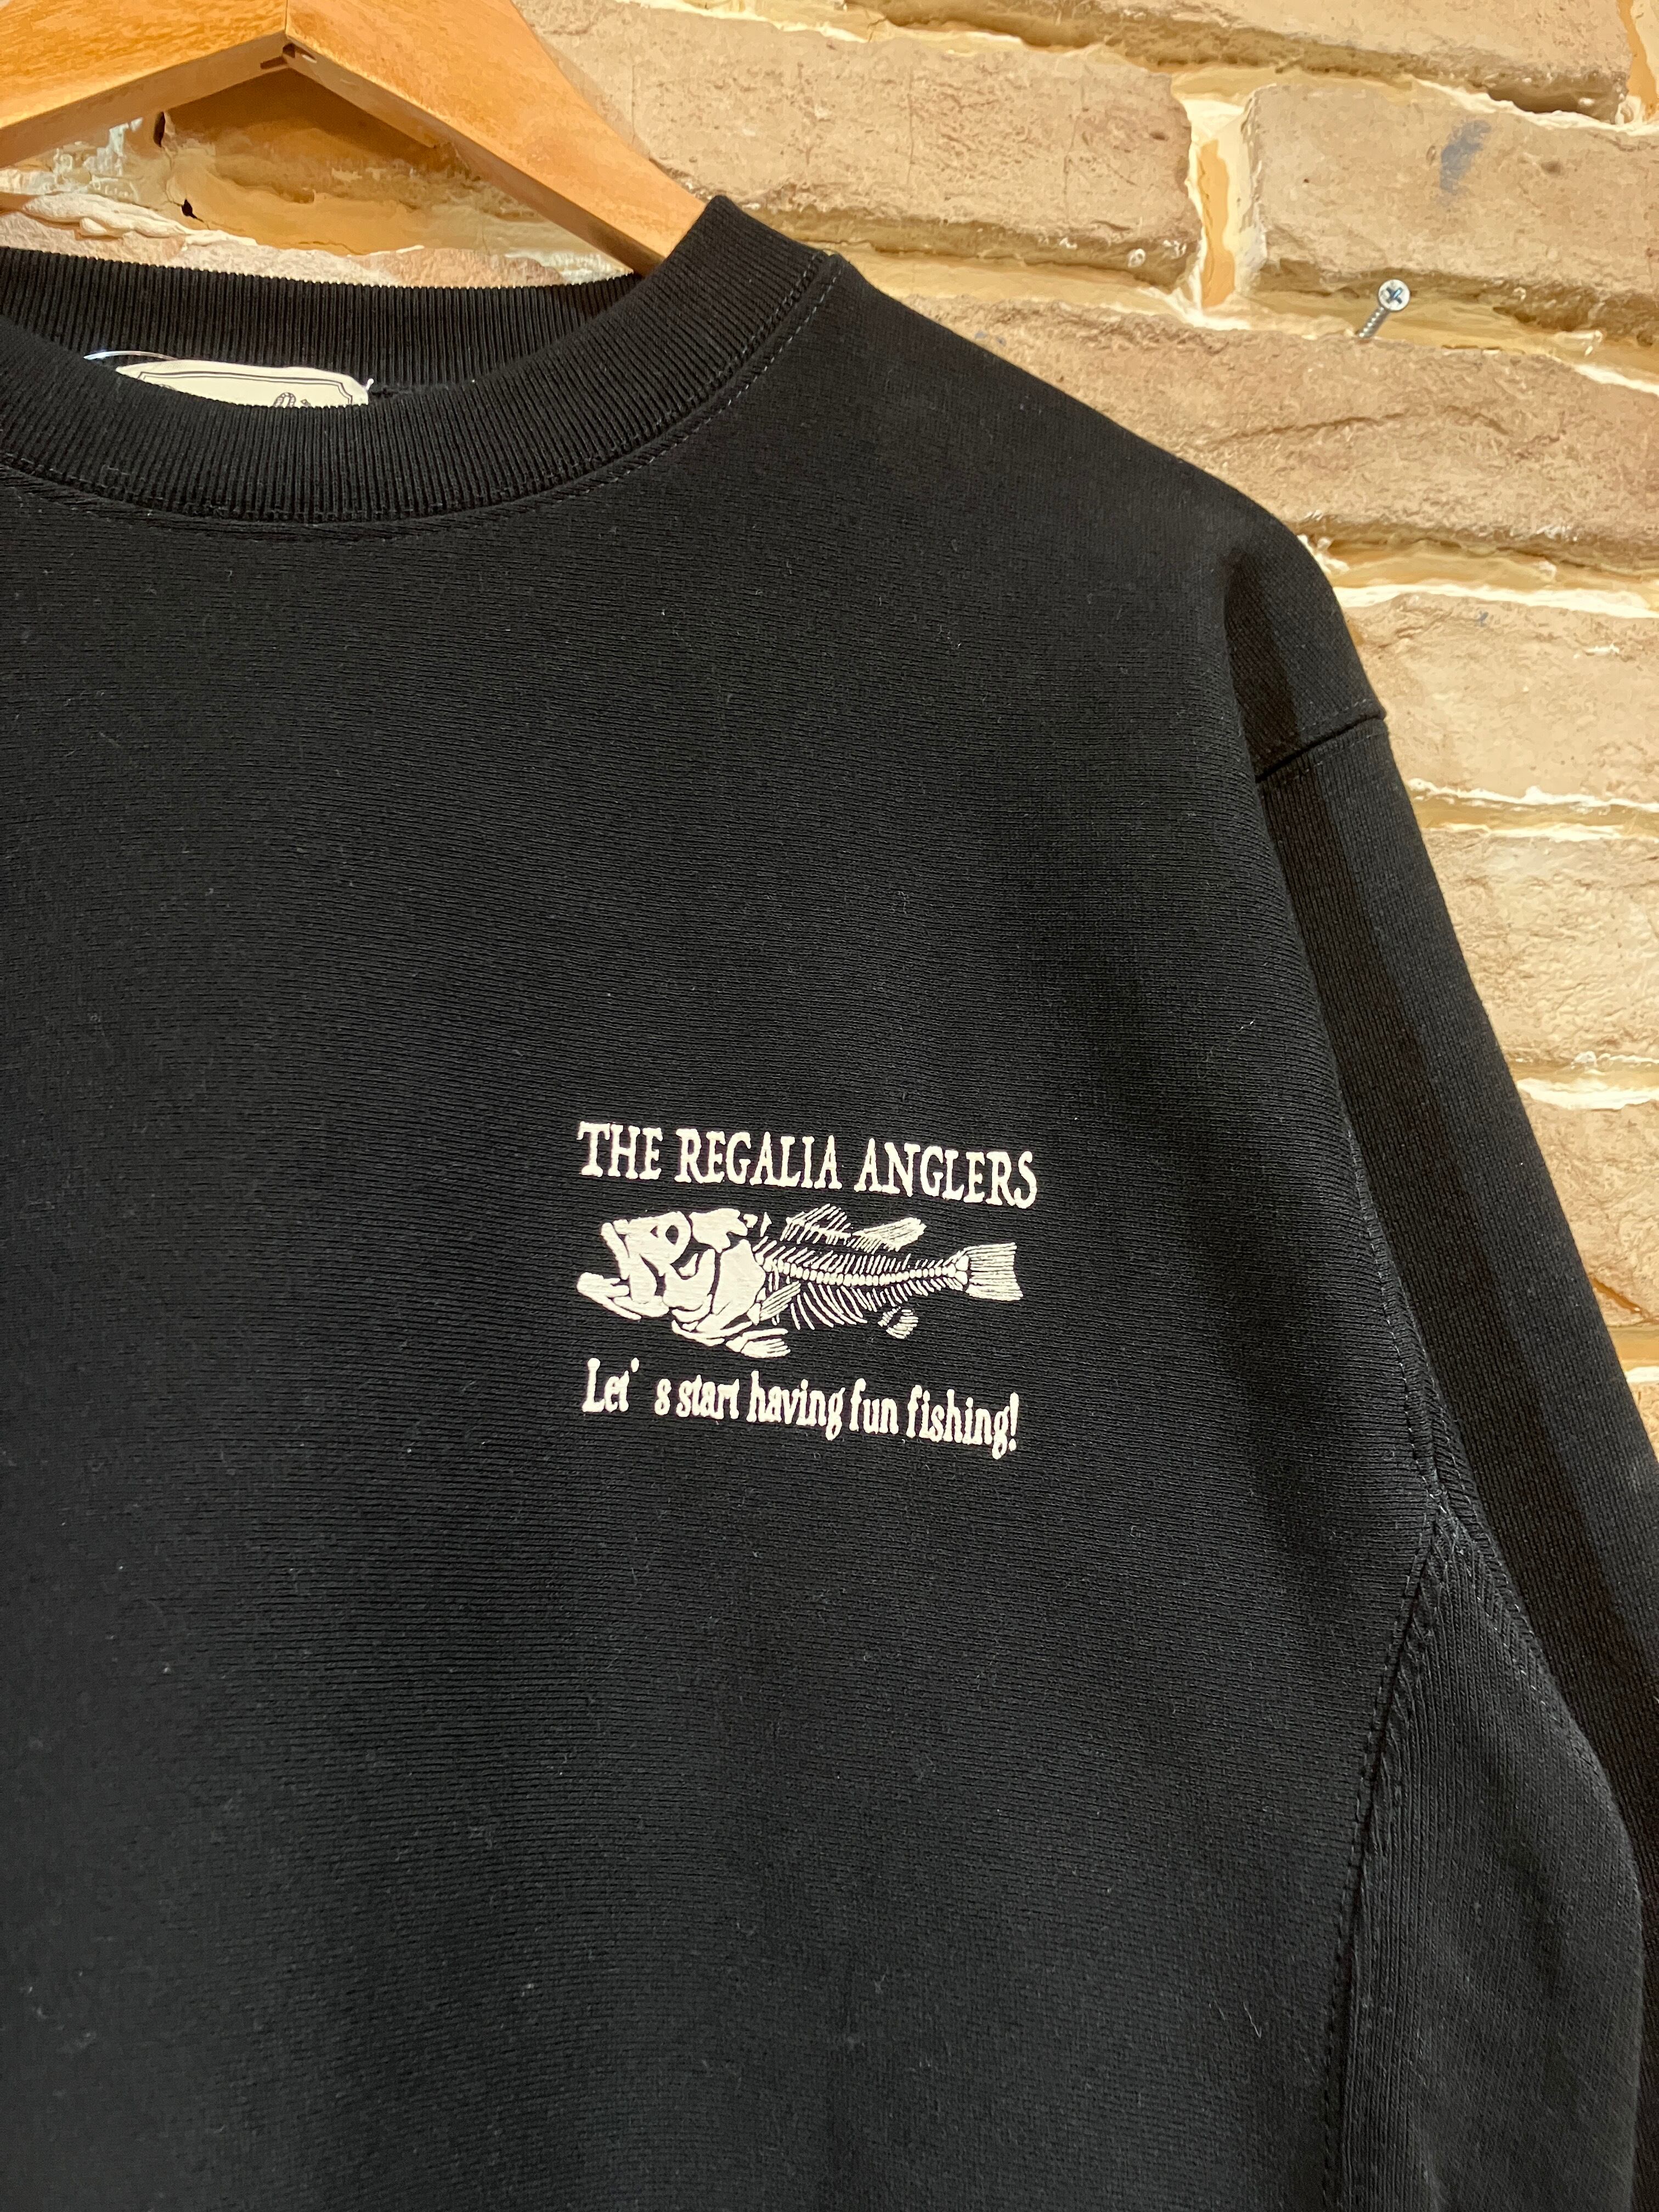 THE REGALIA ANGLERS
Let's start having fun fishing!